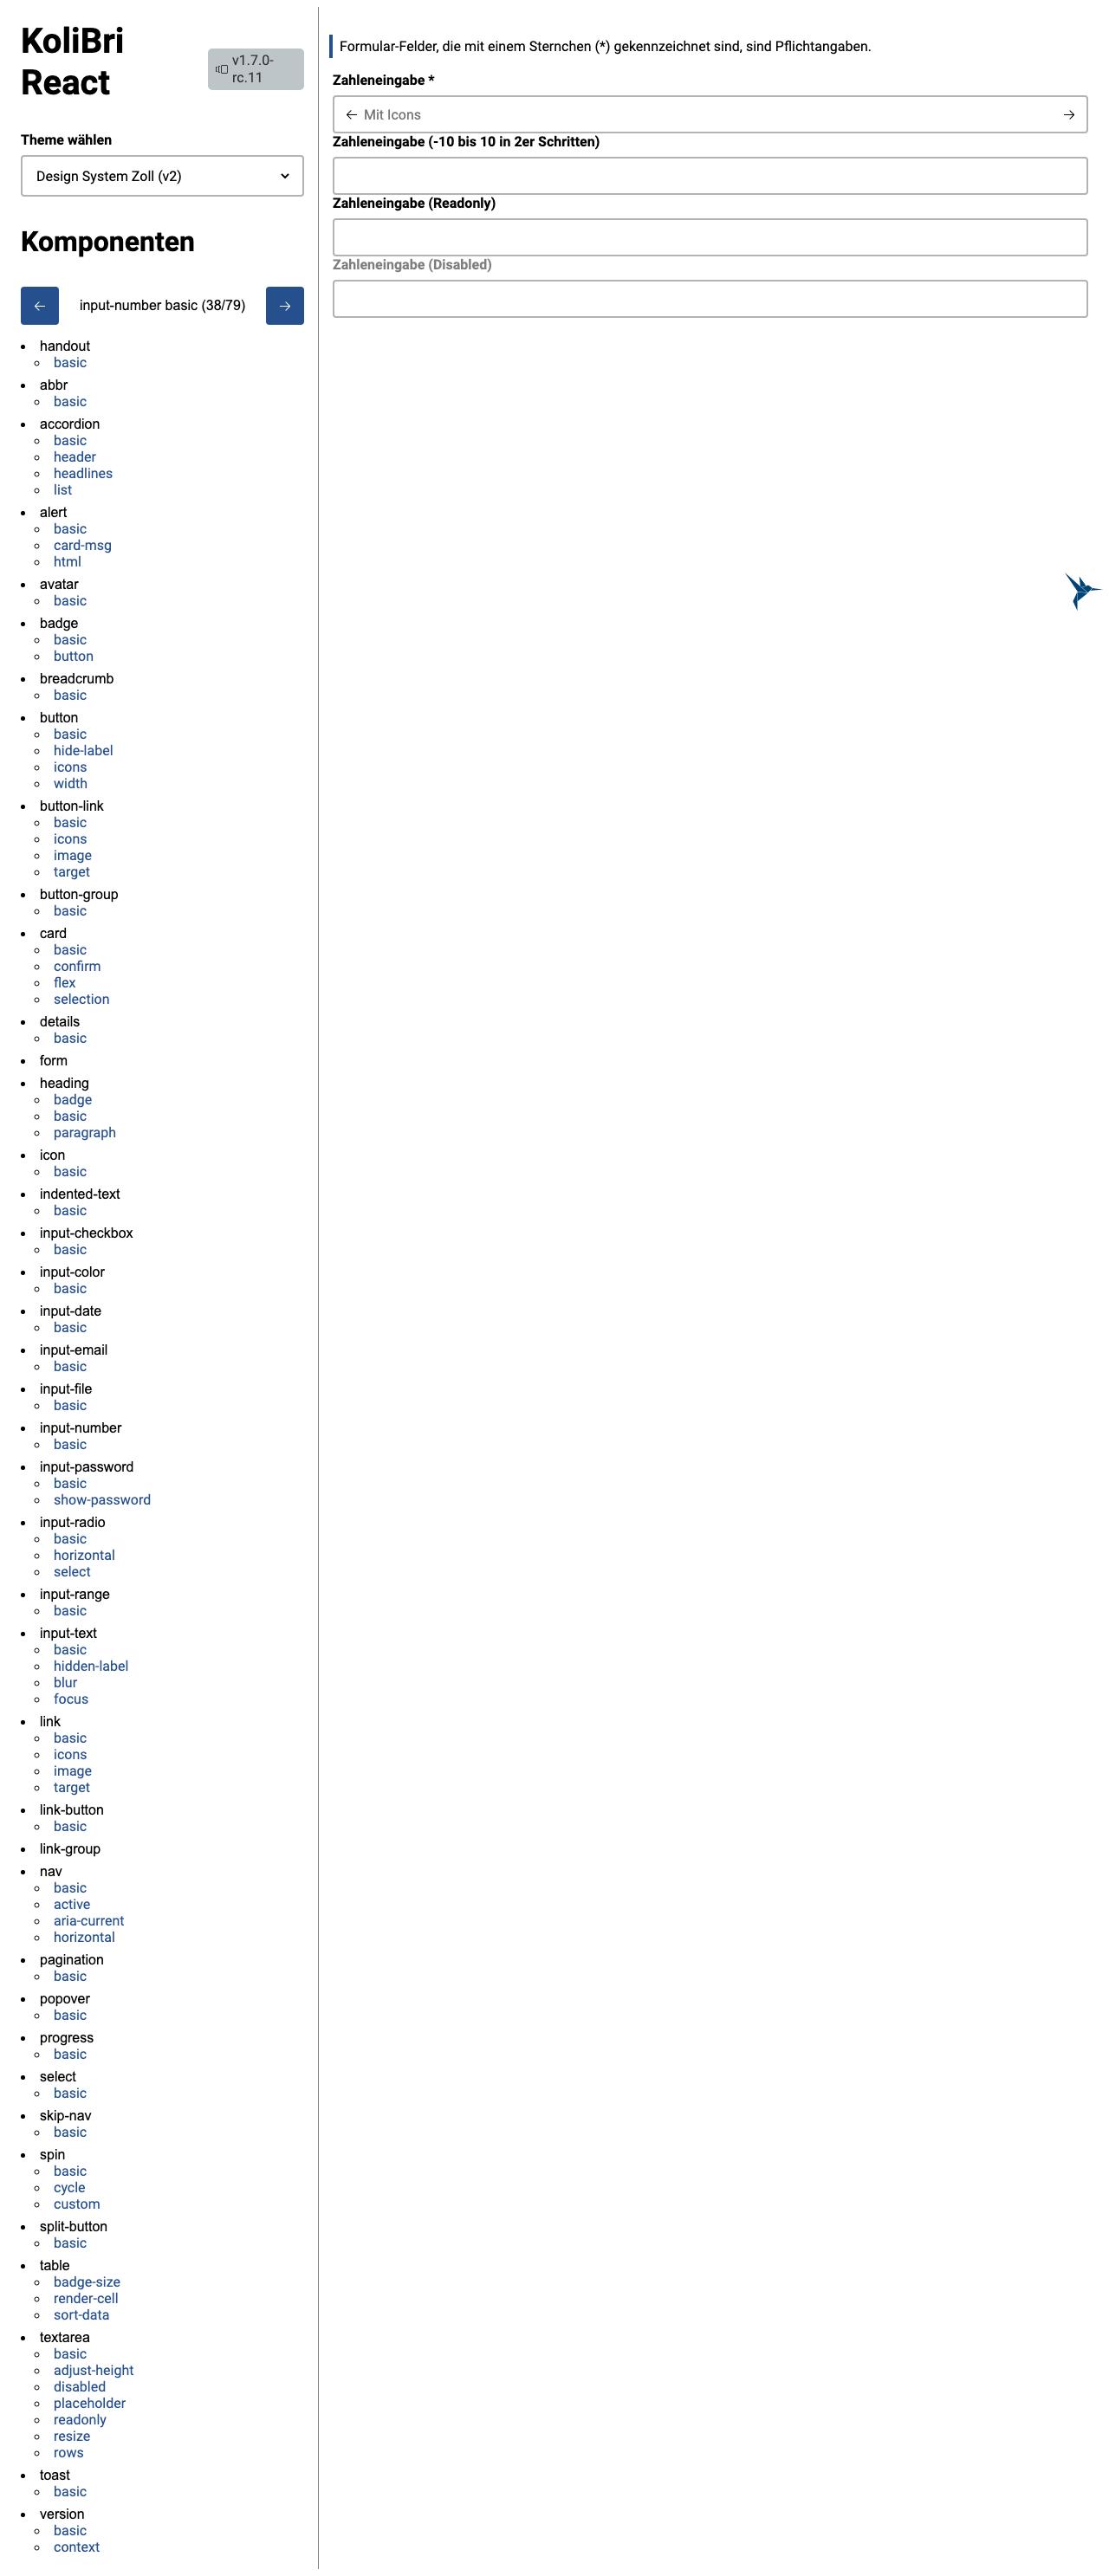 KoliBri
React
v1.7.0-
rc.11
Theme wählen
Design System Zoll (v2)
Komponenten
input-number basic (38/79)
handout
basic
abbr
basic
accordion
basic
header
headlines
list
alert
basic
card-msg
html
avatar
basic
badge
basic
button
breadcrumb
basic
button
basic
hide-label
icons
width
button-link
basic
icons
image
target
button-group
basic
card
basic
confirm
flex
selection
details
basic
form
heading
badge
basic
paragraph
icon
basic
indented-text
basic
input-checkbox
basic
input-color
basic
input-date
basic
input-email
basic
input-file
basic
input-number
basic
input-password
basic
show-password
input-radio
basic
horizontal
select
input-range
basic
input-text
basic
hidden-label
blur
focus
link
basic
icons
image
target
link-button
basic
link-group
nav
basic
active
aria-current
horizontal
pagination
basic
popover
basic
progress
basic
select
basic
skip-nav
basic
spin
basic
cycle
custom
split-button
basic
table
badge-size
render-cell
sort-data
textarea
basic
adjust-height
disabled
placeholder
readonly
resize
rows
toast
basic
version
basic
context
Formular-Felder, die mit einem Sternchen (*) gekennzeichnet sind, sind Pflichtangaben.
Zahleneingabe *
Mit Icons
Zahleneingabe (-10 bis 10 in 2er Schritten)
Zahleneingabe (Readonly)
Zahleneingabe (Disabled)